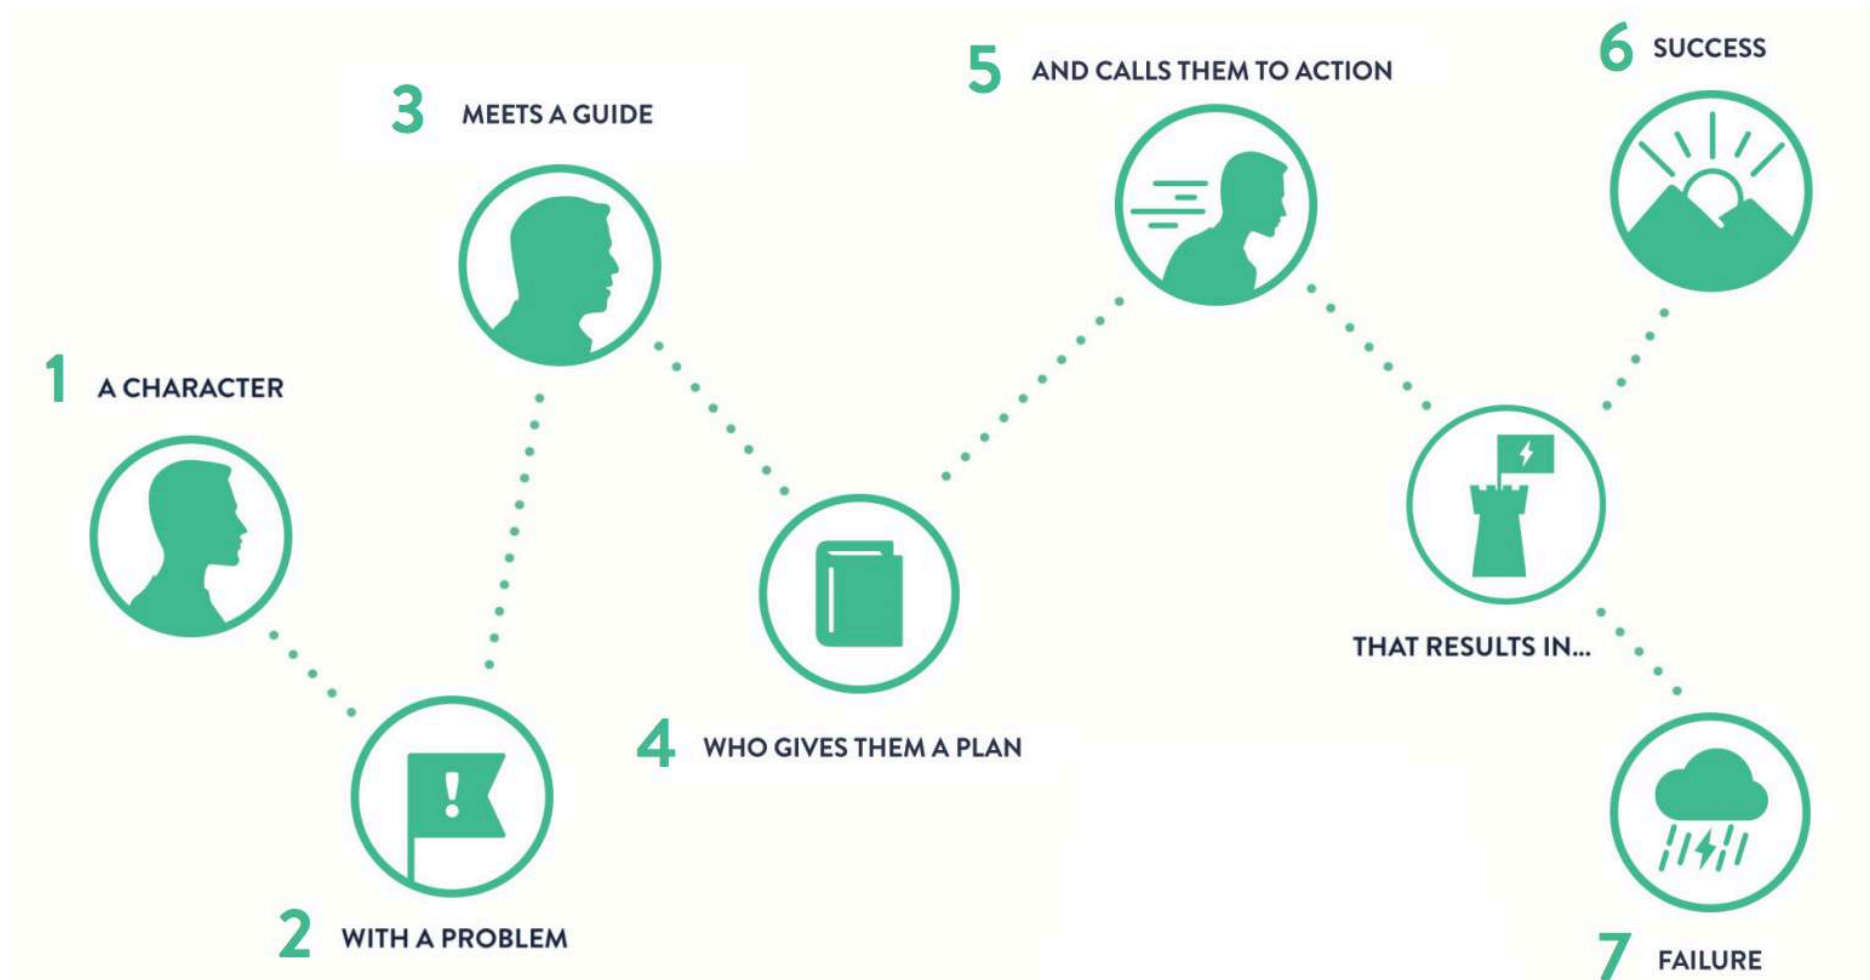 1 A CHARACTER
2 WITH A PROBLEM
3 MEETS A GUIDE
4 WHO GIVES THEM A PLAN
5 AND CALLS THEM TO ACTION
THAT RESULTS IN...
6 SUCCESS
7 FAILURE